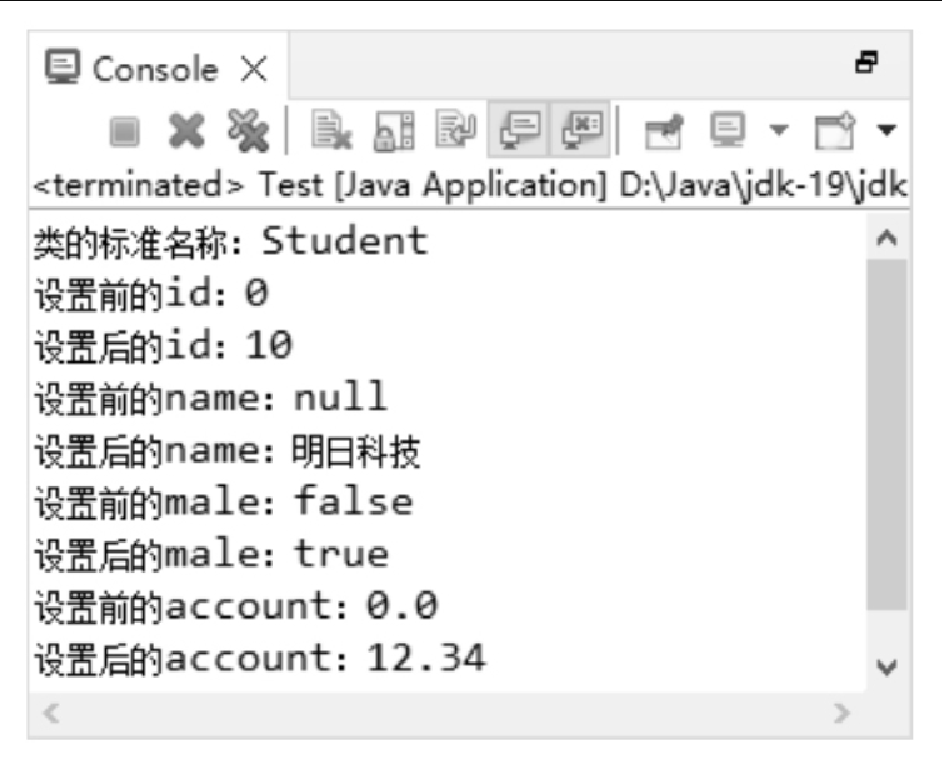 Console
<terminated> Test [Java Application] D:\Java\jdk-19\jdk
类的标准名称：Student
设置前的id：0
设置后的id：10
设置前的name：null
设置后的name：明日科技
设置前的male：false
设置后的male：true
设置前的account：0.0
设置后的account：12.34